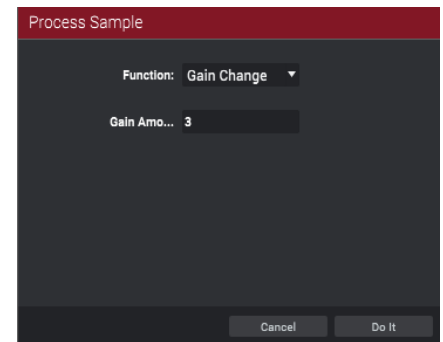 Process Sample
Function: Gain Change
Gain Amo... 3
Cancel Do It